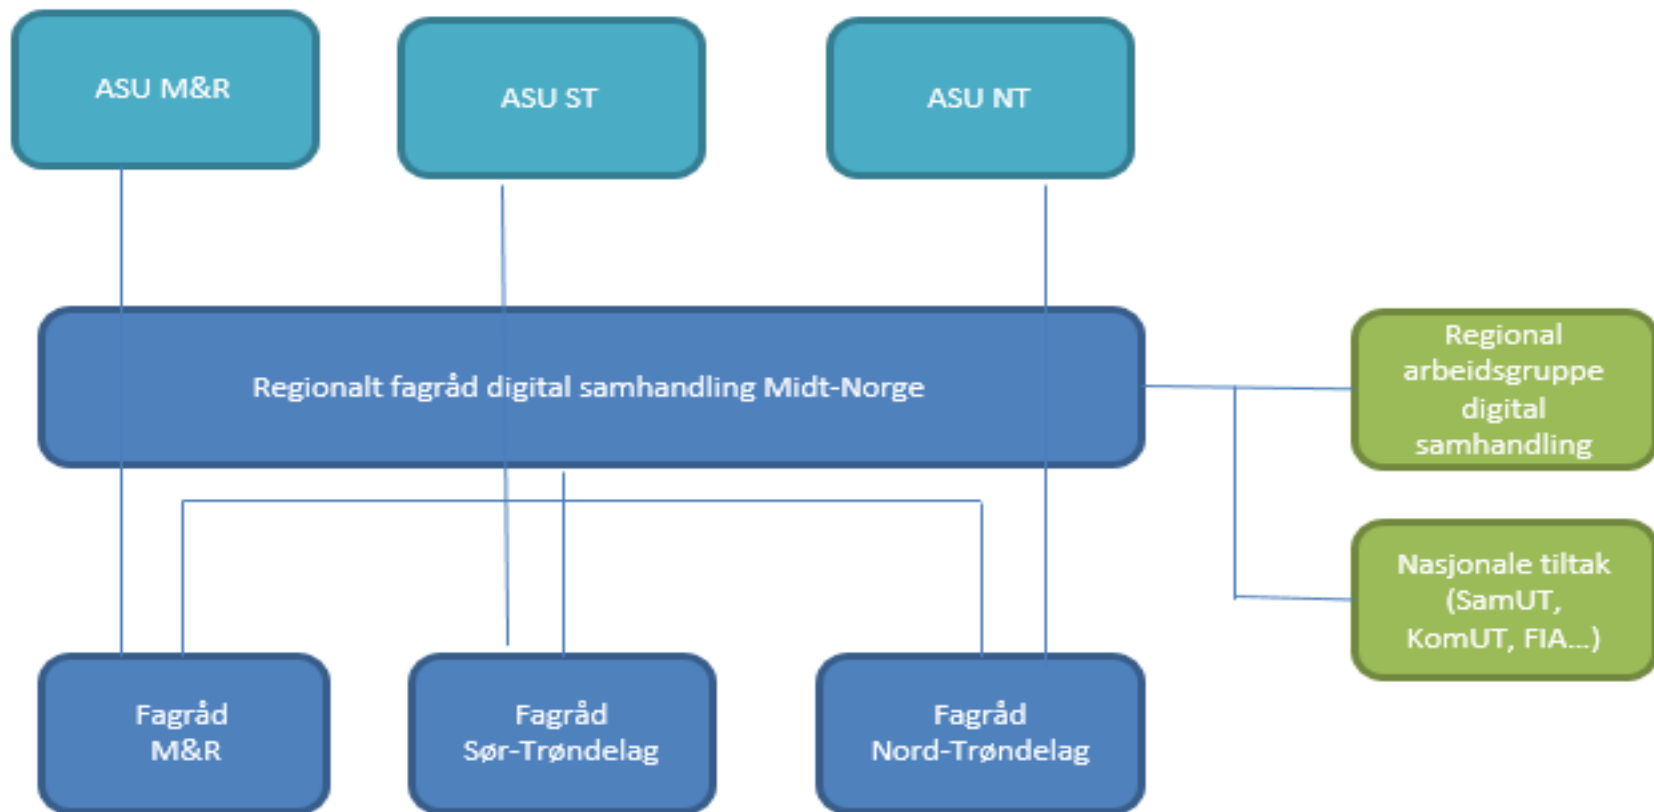 ASU M&R
ASU ST
ASU NT
Regionalt fagråd digital samhandling Midt-Norge
Regional
arbeidsgruppe
digital
samhandling
Nasjonale tiltak
(SamUT,
KomUT, FIA...)
Fagråd
M&R
Fagråd
Sør-Trøndelag
Fagråd
Nord-Trøndelag